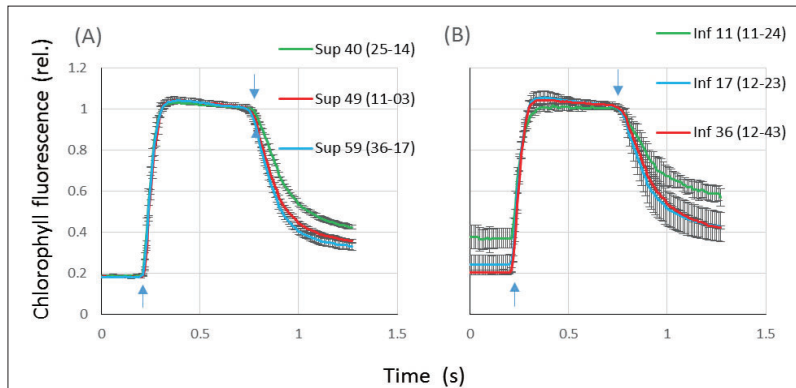 (A)
Sup 40 (25-14)
Sup 49 (11-03)
Sup 59 (36-17)
(B)
Inf 11 (11-24)
Inf 17 (12-23)
Inf 36 (12-43)
Chlorophyll fluorescence (rel.)
1.2
1
0.8
0.6
0.4
0.2
0
0 0.5 1 1.5
0 0.5 1 1.5
Time (s)